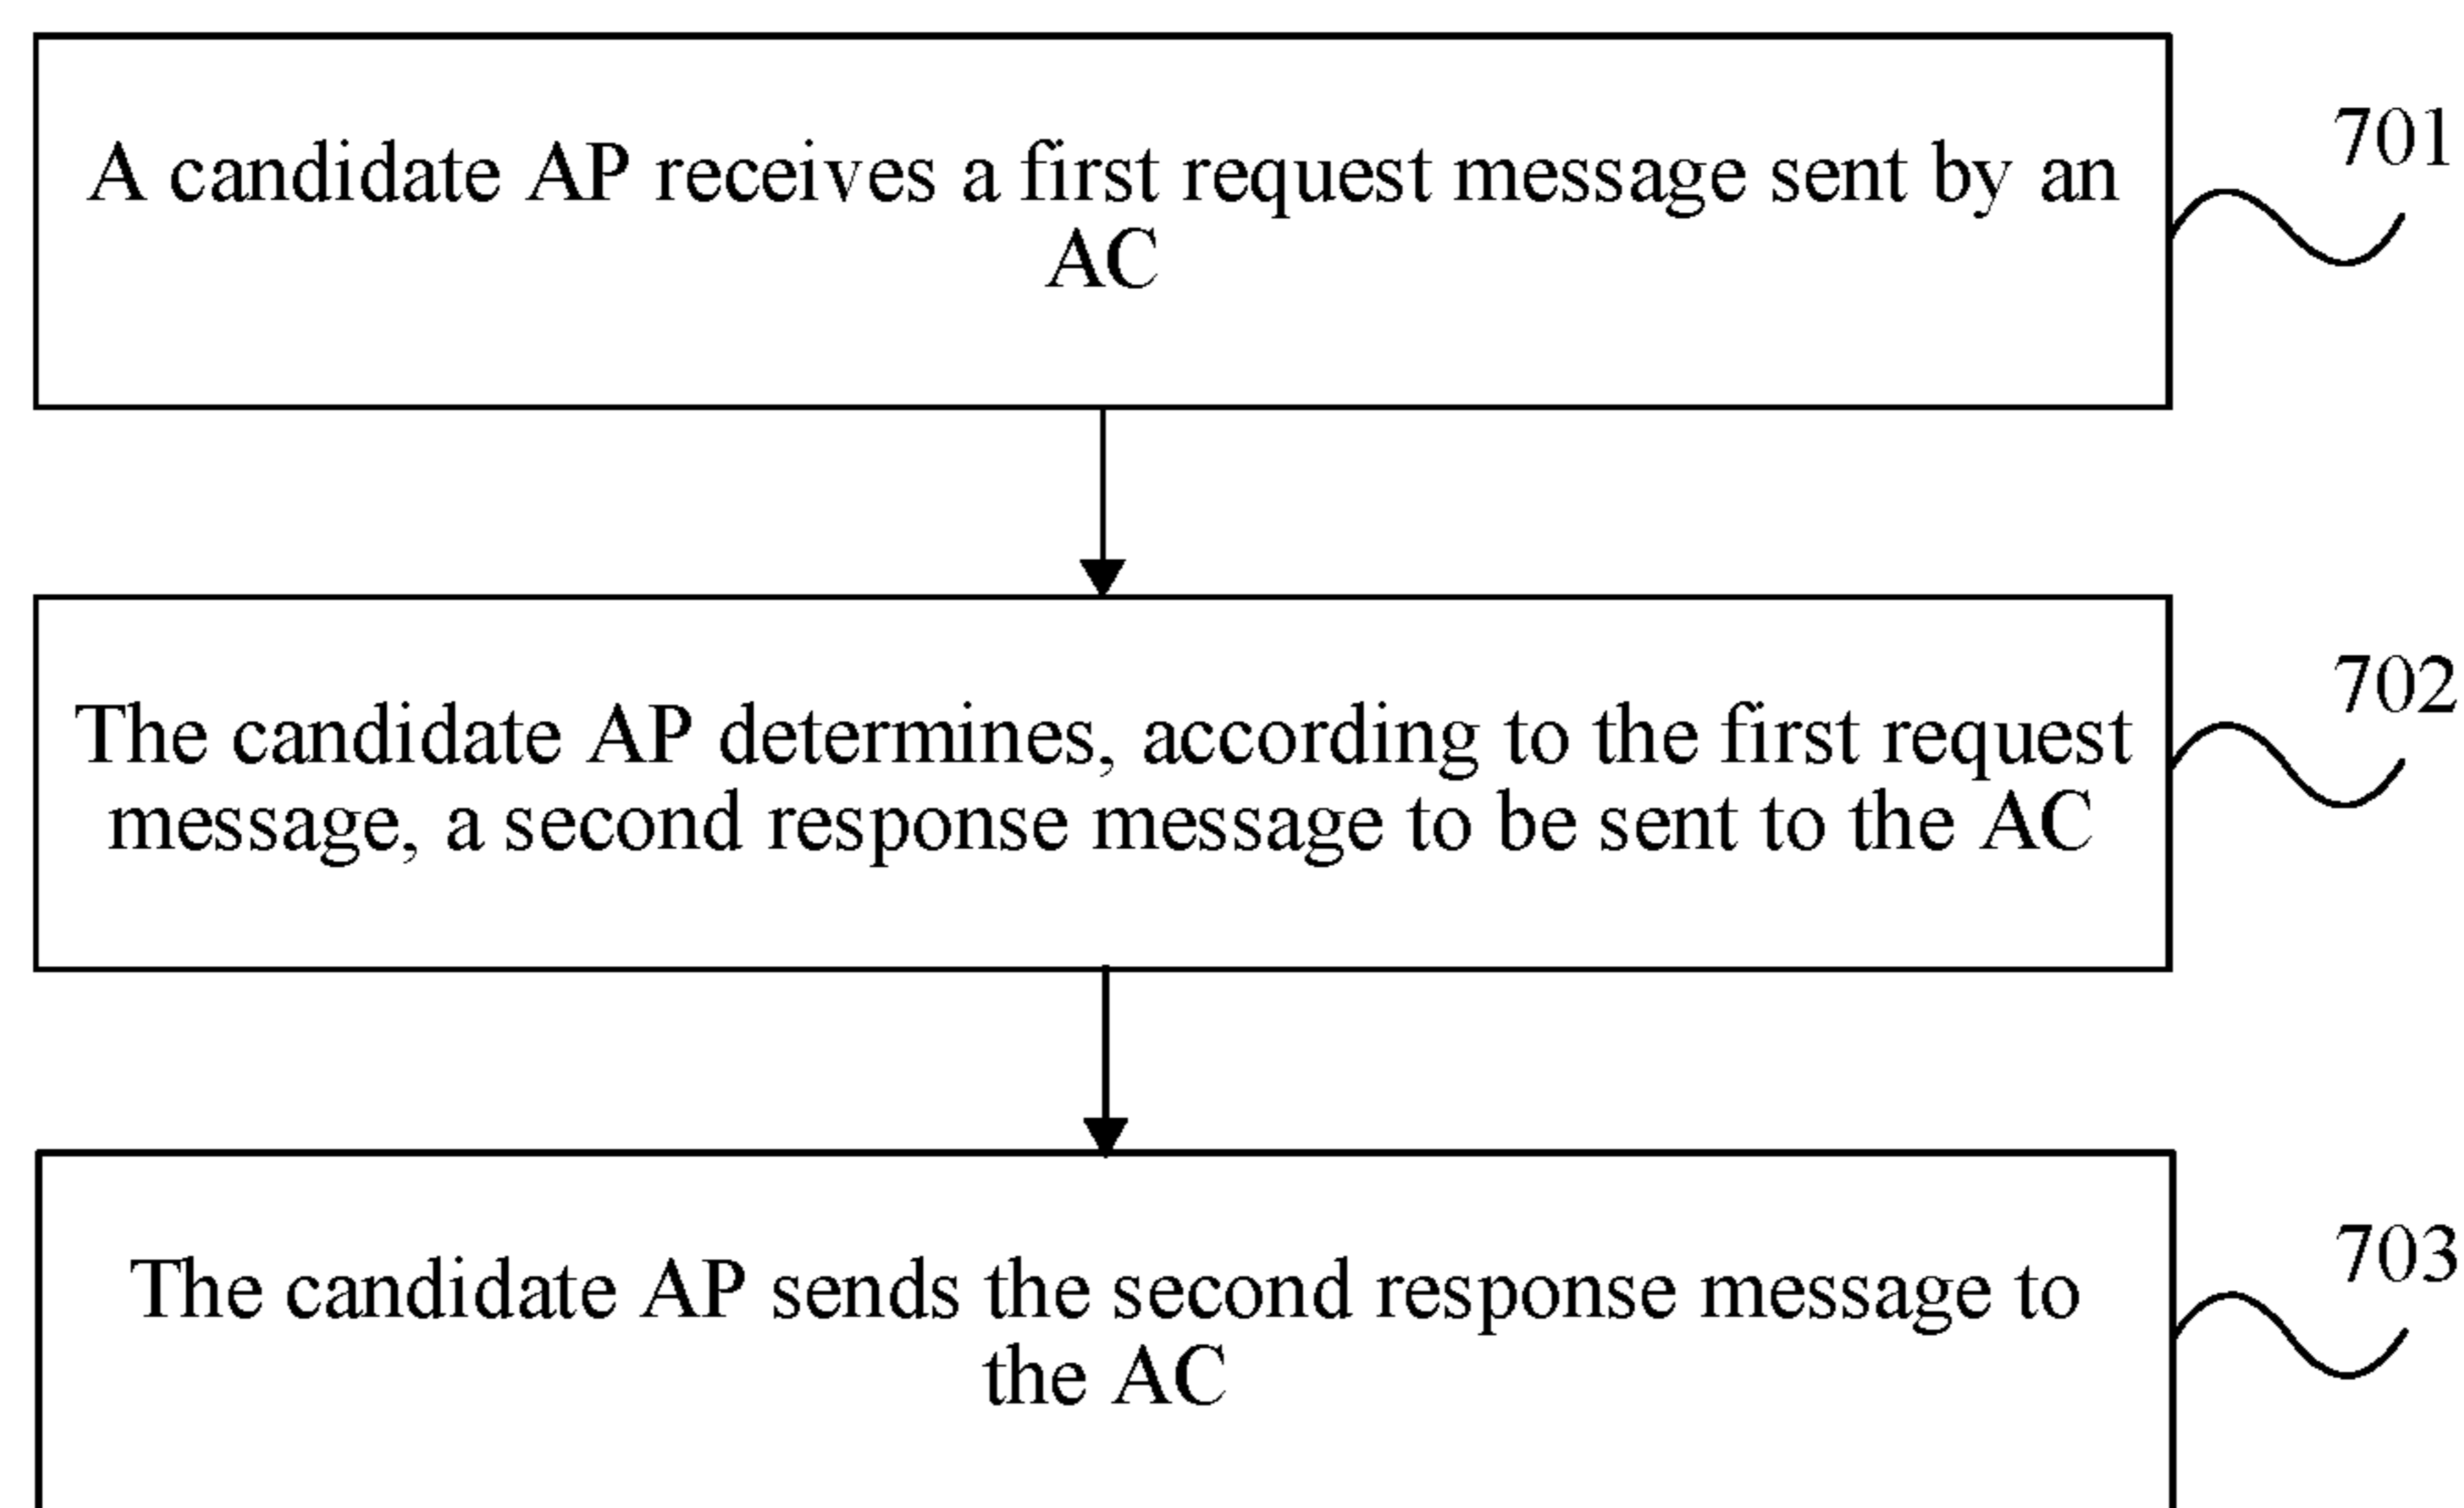 A candidate AP receives a first request message sent by an
AC
701
The candidate AP determines, according to the first request
message, a second response message to be sent to the AC
702
The candidate AP sends the second response message to
the AC
703